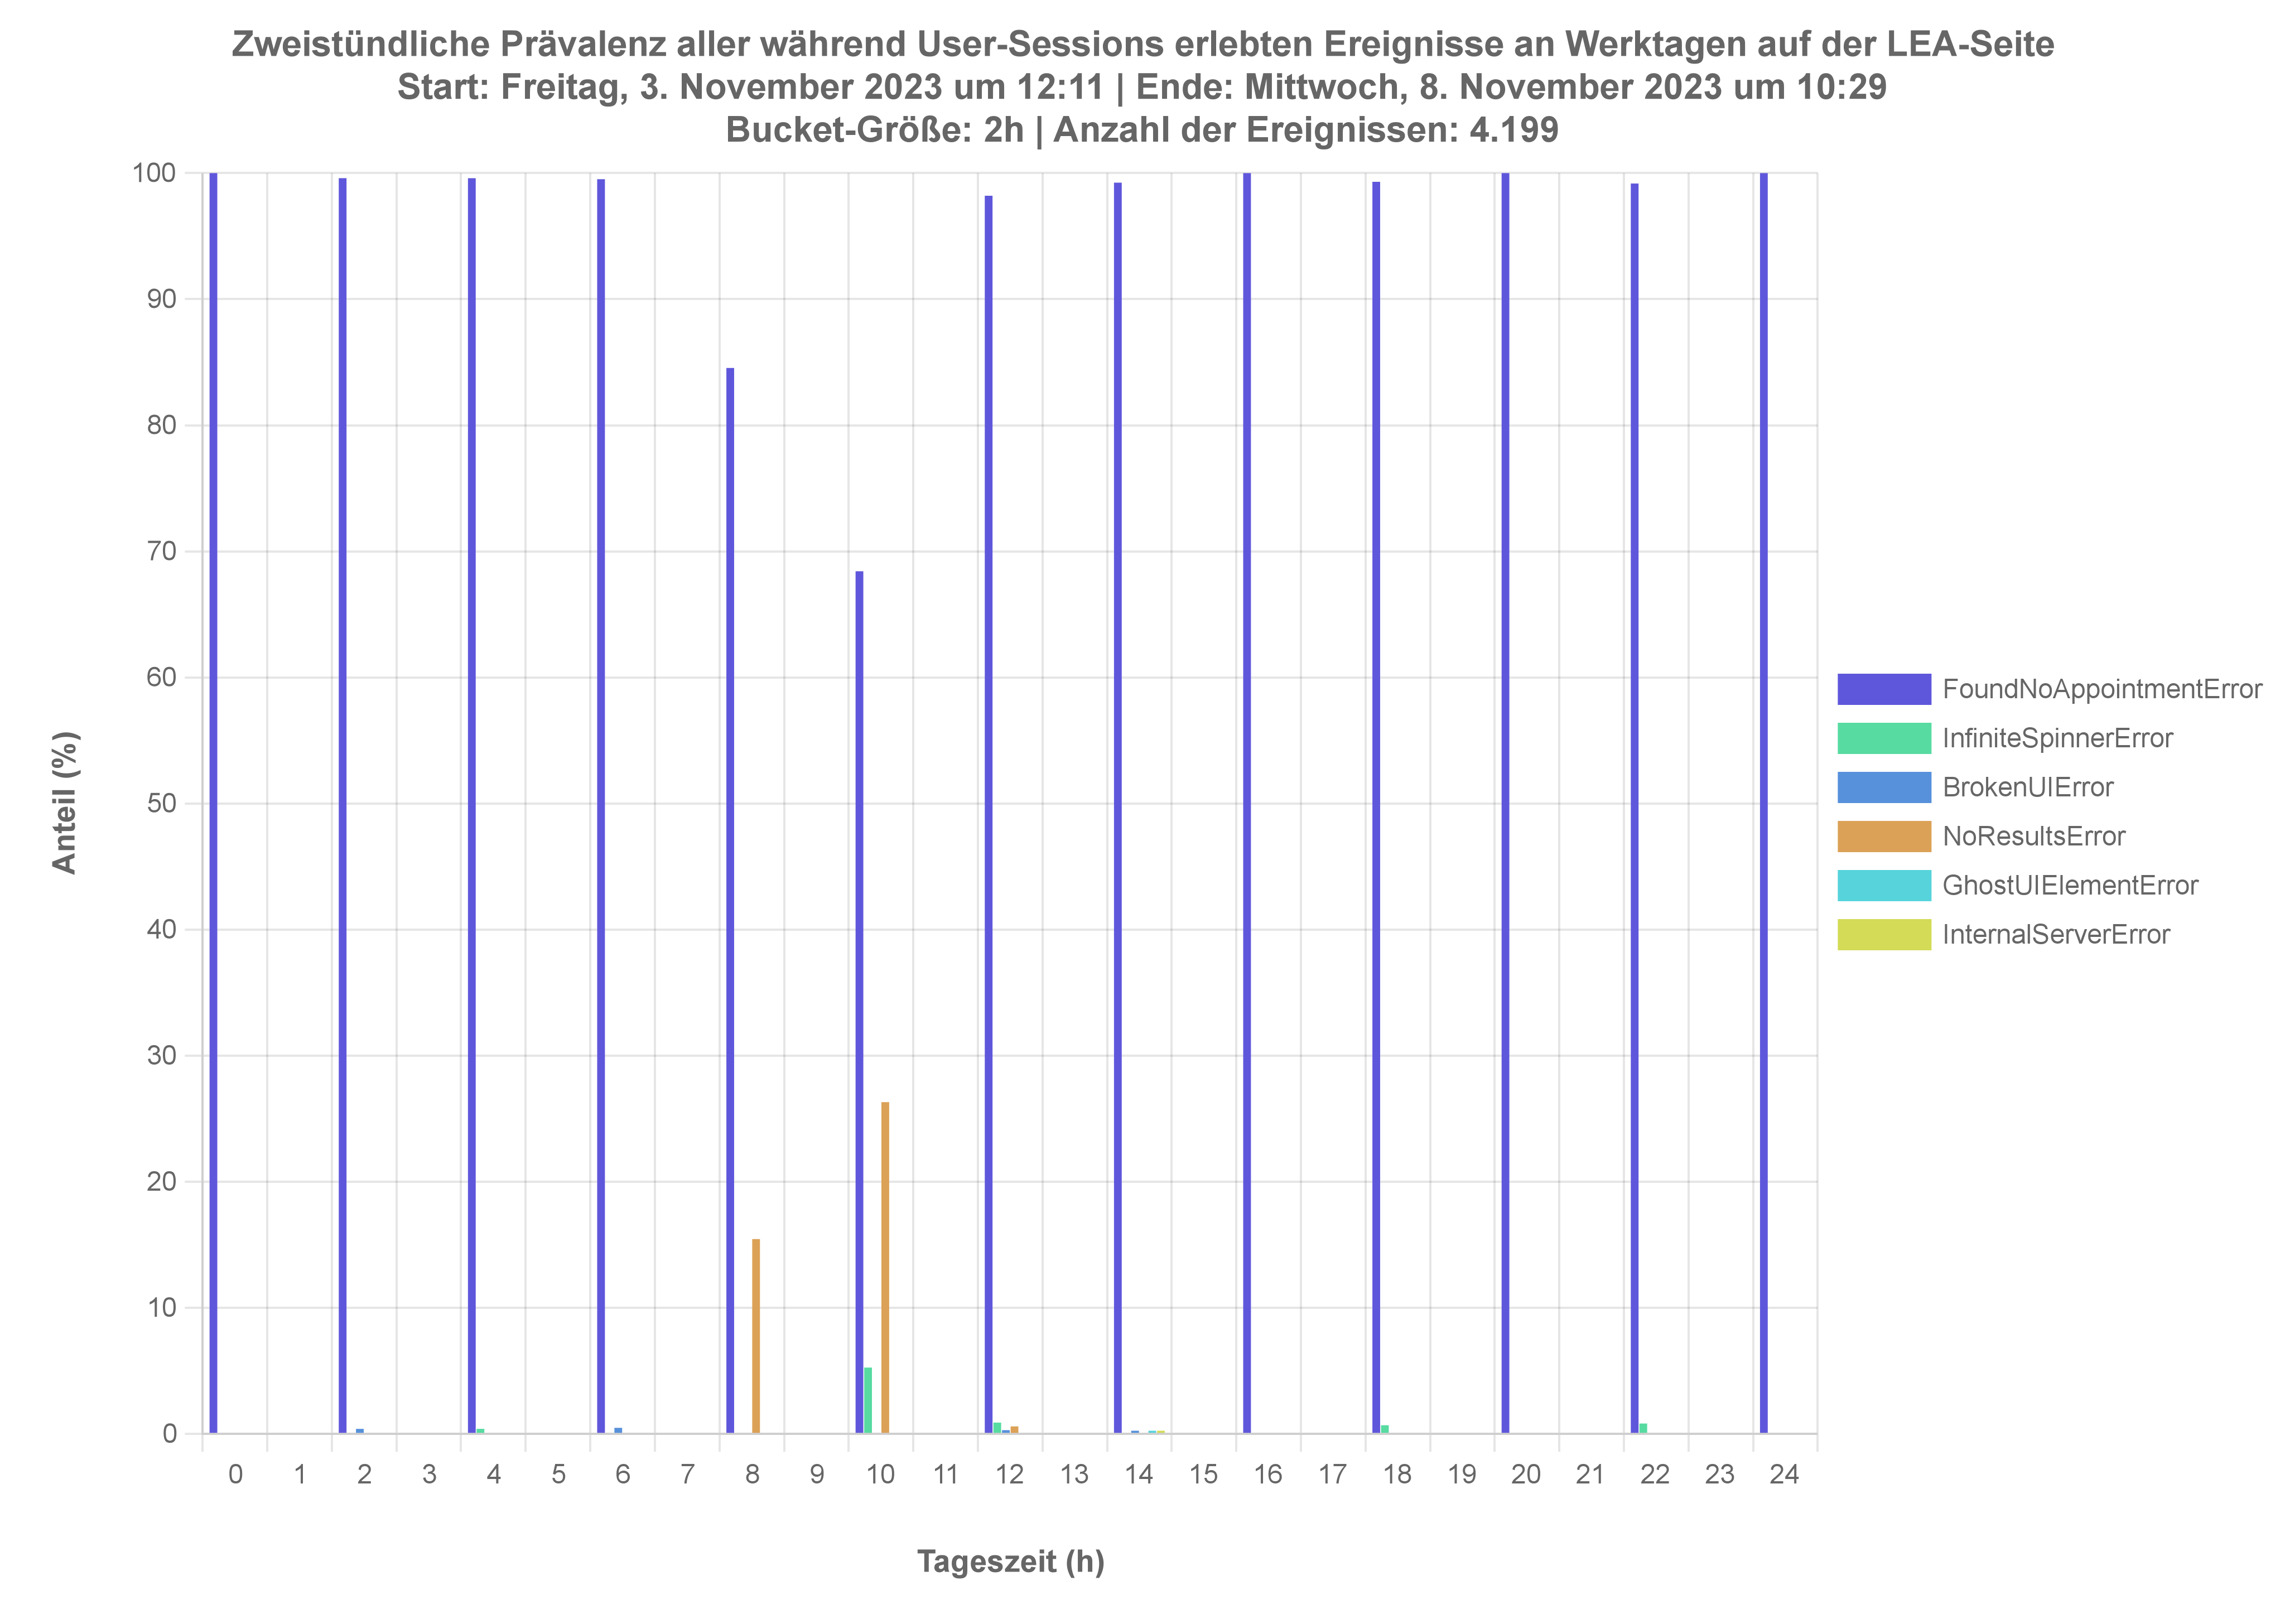 Zweistündliche Prävalenz aller während User-Sessions erlebten Ereignisse an Werktagen auf der LEA-Seite
Start: Freitag, 3. November 2023 um 12:11 | Ende: Mittwoch, 8. November 2023 um 10:29
Bucket-Größe: 2h | Anzahl der Ereignissen: 4.199
100
90
80
70
60
50
40
30
20
10
0
Anteil (%)
0 1 2 3 4 5 6 7 8 9 10 11 12 13 14 15 16 17 18 19 20 21 22 23 24
Tageszeit (h)
FoundNoAppointmentError
InfiniteSpinnerError
BrokenUIError
NoResultsError
GhostUIElementError
InternalServerError